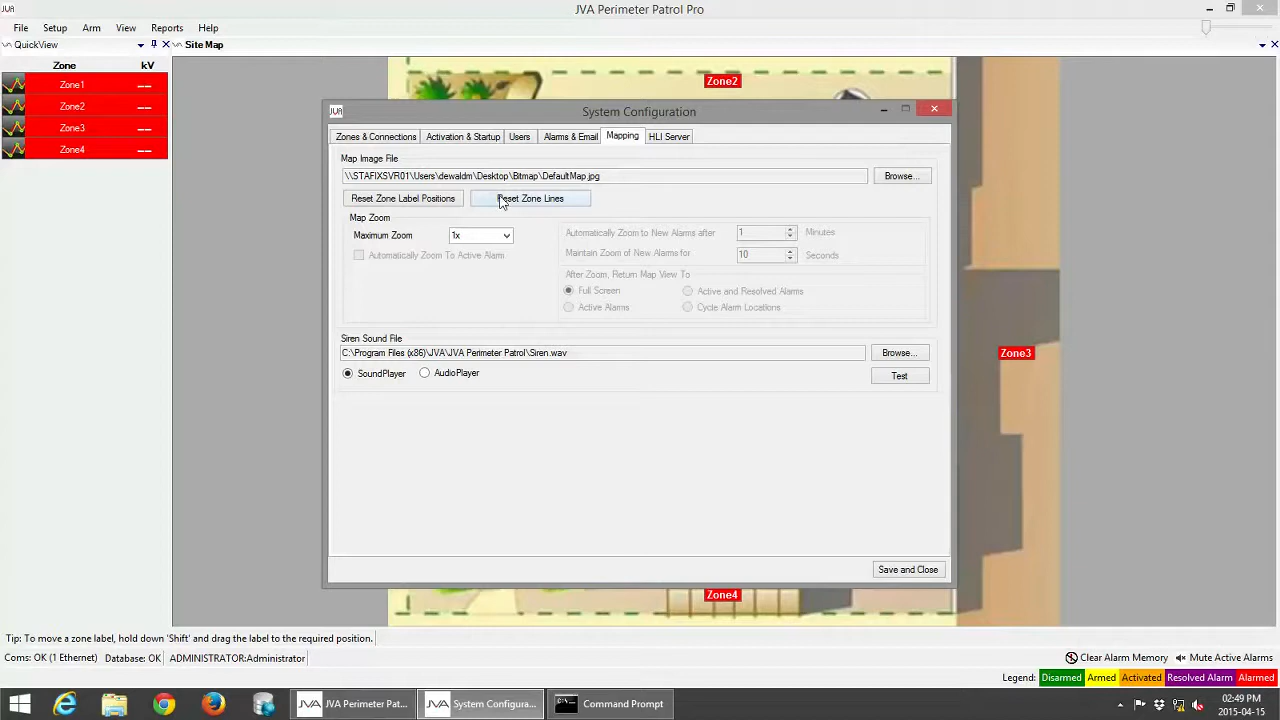 JVA
JVA Perimeter Patrol Pro
File Setup Arm View Reports Help
QuickView
Site Map
Zone kV
Zone1 --
Zone2 --
Zone3 --
Zone4 --
Zone2
JVA
System Configuration
Zones & Connections Activation & Startup Users Alarms & Email Mapping HLI Server
Map Image File
\\STAFIXSVR01\Users\dewaldm\Desktop\Bitmap\DefaultMap.jpg Browse...
Reset Zone Label Positions Reset Zone Lines
Map Zoom
Maximum Zoom 1x
Automatically Zoom To Active Alarm
Automatically Zoom to New Alarms after 1 Minutes
Maintain Zoom of New Alarms for 10 Seconds
After Zoom, Return Map View To
Full Screen Active and Resolved Alarms
Active Alarms Cycle Alarm Locations
Siren Sound File
C:\Program Files (x86)\JVA\JVA Perimeter Patrol\Siren.wav Browse...
SoundPlayer AudioPlayer Test
Save and Close
Zone3
Zone4
Tip: To move a zone label, hold down 'Shift' and drag the label to the required position.
Coms: OK (1 Ethernet) Database: OK ADMINISTRATOR:Administrator
Clear Alarm Memory Mute Active Alarms
Legend: Disarmed Armed Activated Resolved Alarm Alarmed
JVA JVA Perimeter Pat... JVA System Configura... Command Prompt
02:49 PM
2015-04-15